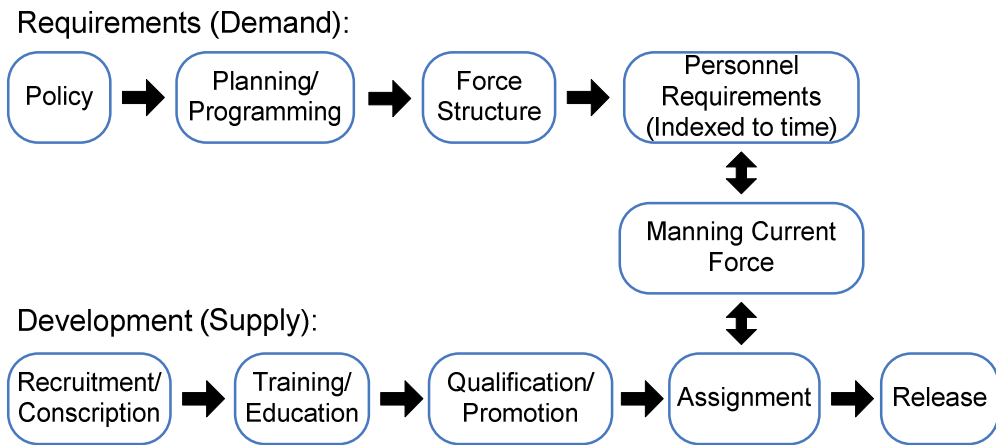 Requirements (Demand):
Policy
Planning/
Programming
Force
Structure
Personnel
Requirements
(Indexed to time)
Manning Current
Force
Development (Supply):
Recruitment/
Conscription
Training/
Education
Qualification/
Promotion
Assignment
Release